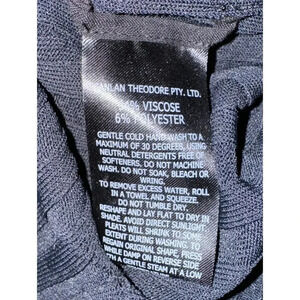 ANLAN THEODORE PTY. LTD.
94% VISCOSE
6% POLYESTER
GENTLE COLD HAND WASH TO A
MAXIMUM OF 30 DEGREES, USING
NEUTRAL DETERGENTS FREE OF
SOFTENERS. DO NOT MACHINE
WASH. DO NOT SOAK, BLEACH OR
WRING.
TO REMOVE EXCESS WATER, ROLL
IN A TOWEL AND SQUEEZE.
DO NOT TUMBLE DRY
RESHAPE AND LAY FLAT TO DRY IN
SHADE. AVOID DIRECT SUNLIGHT
PLEATS WILL SHRINK TO SOME
EXTENT DURING WASHING. TO
REGAIN ORIGINAL SHAPE, PRESS
WHILE DAMP ON REVERSE SIDE
WITH A GENTLE STEAM AT A LOW